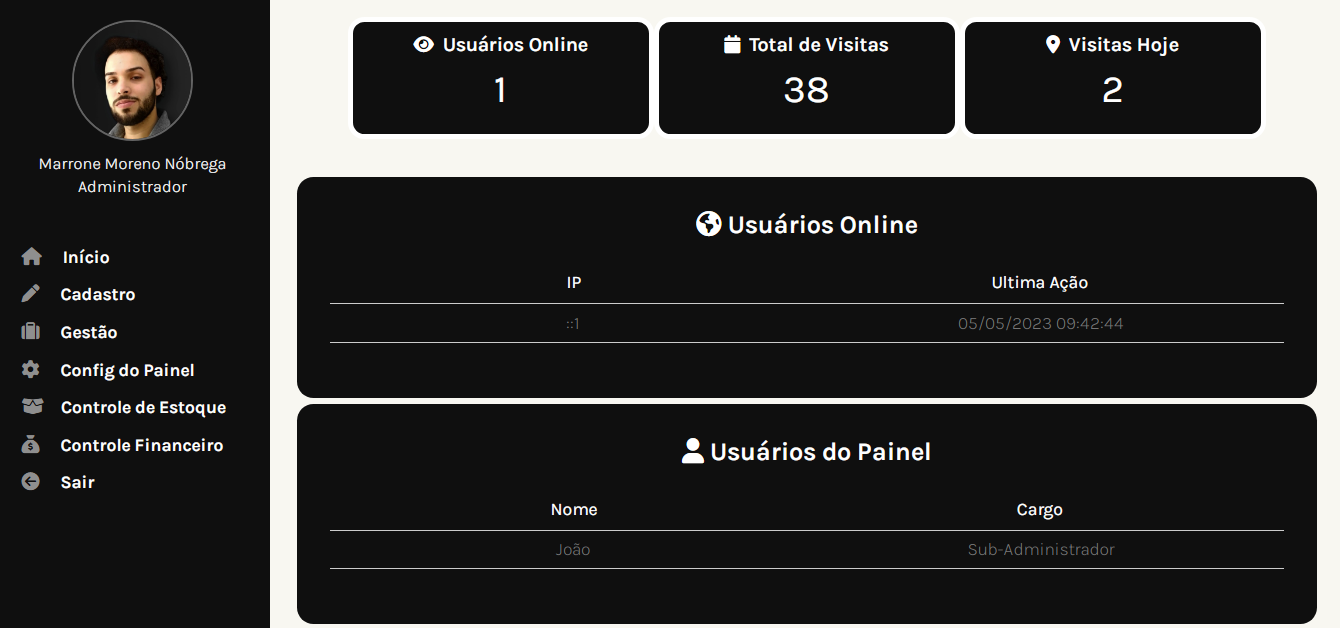 Marrone Moreno Nóbrega
Administrador
Início
Cadastro
Gestão
Config do Painel
Controle de Estoque
Controle Financeiro
Sair
Usuários Online
1
Total de Visitas
38
Visitas Hoje
2
Usuários Online
IP Ultima Ação
::1 05/05/2023 09:42:44
Usuários do Painel
Nome Cargo
João Sub-Administrador